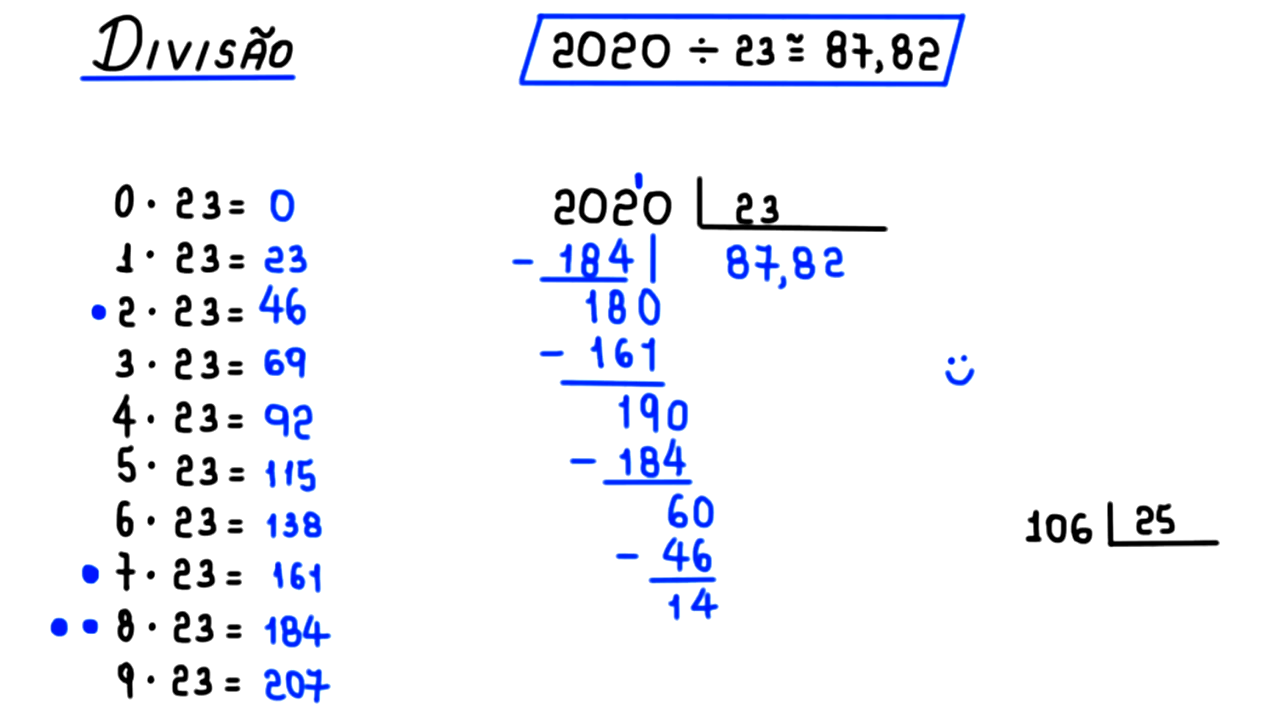 DIVISÃO
2020 ÷ 23 ≅ 87,82
0 · 23 = 0
1 · 23 = 23
2 · 23 = 46
3 · 23 = 69
4 · 23 = 92
5 · 23 = 115
6 · 23 = 138
7 · 23 = 161
8 · 23 = 184
9 · 23 = 207
2020 23
- 184 87,82
180
- 161
190
- 184
60
- 46
14
106 25